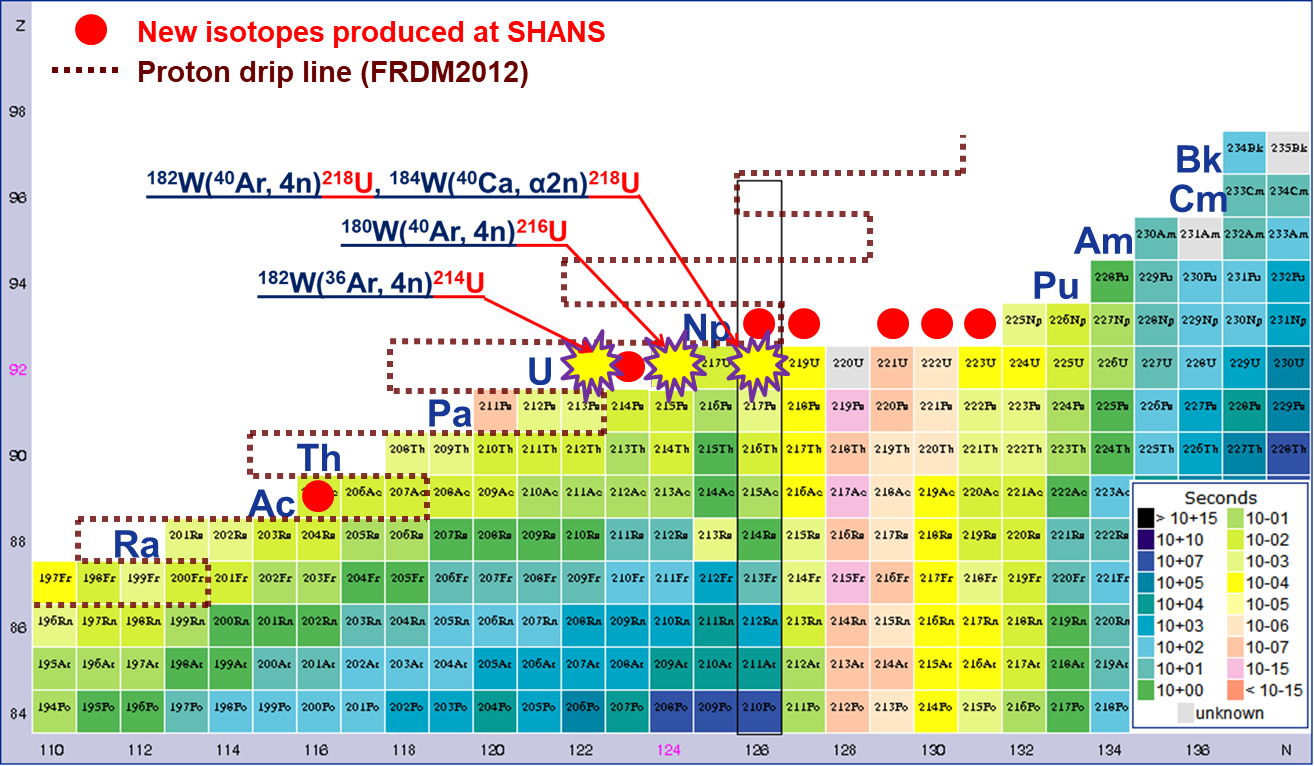 Z
New isotopes produced at SHANS
Proton drip line (FRDM2012)
98
Bk 234Bk 235Bk
182W(40Ar, 4n)218U, 184W(40Ca, α2n)218U
96 Cm 233Cm 234Cm
180W(40Ar, 4n)216U
Am 230Am 231Am 232Am 233Am
182W(36Ar, 4n)214U
94 Pu 228Pu 229Pu 230Pu 231Pu 232Pu
Np 225Np 226Np 227Np 228Np 229Np 230Np 231Np
92 U 217U 219U 220U 221U 222U 223U 224U 225U 226U 227U 228U 229U 230U
Pa 211Pa 212Pa 213Pa 214Pa 215Pa 216Pa 217Pa 218Pa 219Pa 220Pa 221Pa 222Pa 223Pa 224Pa 225Pa 226Pa 227Pa 228Pa 229Pa
90 Th 208Th 209Th 210Th 211Th 212Th 213Th 214Th 215Th 216Th 217Th 218Th 219Th 220Th 221Th 222Th 223Th 224Th 225Th 226Th 227Th 228Th
Ac 206Ac 207Ac 208Ac 209Ac 210Ac 211Ac 212Ac 213Ac 214Ac 215Ac 216Ac 217Ac 218Ac 219Ac 220Ac 221Ac 222Ac 223Ac
88 Ra 201Ra 202Ra 203Ra 204Ra 205Ra 206Ra 207Ra 208Ra 209Ra 210Ra 211Ra 212Ra 213Ra 214Ra 215Ra 216Ra 217Ra 218Ra 219Ra 220Ra 221Ra 222Ra
197Fr 198Fr 199Fr 200Fr 201Fr 202Fr 203Fr 204Fr 205Fr 206Fr 207Fr 208Fr 209Fr 210Fr 211Fr 212Fr 213Fr 214Fr 215Fr 216Fr 217Fr 218Fr 219Fr 220Fr 221Fr
86 196Rn 197Rn 198Rn 199Rn 200Rn 201Rn 202Rn 203Rn 204Rn 205Rn 206Rn 207Rn 208Rn 209Rn 210Rn 211Rn 212Rn 213Rn 214Rn 215Rn 216Rn 217Rn 218Rn 219Rn 220Rn
195At 196At 197At 198At 199At 200At 201At 202At 203At 204At 205At 206At 207At 208At 209At 210At 211At 212At 213At 214At 215At 216At 217At 218At 219At
84 194Po 195Po 196Po 197Po 198Po 199Po 200Po 201Po 202Po 203Po 204Po 205Po 206Po 207Po 208Po 209Po 210Po 211Po 212Po 213Po 214Po 215Po 216Po 217Po 218Po
110 112 114 116 118 120 122 124 126 128 130 132 134 136 N
Seconds
> 10+15 10-01
10+10 10-02
10+07 10-03
10+05 10-04
10+04 10-05
10+03 10-06
10+02 10-07
10+01 10-15
10+00 < 10-15
unknown